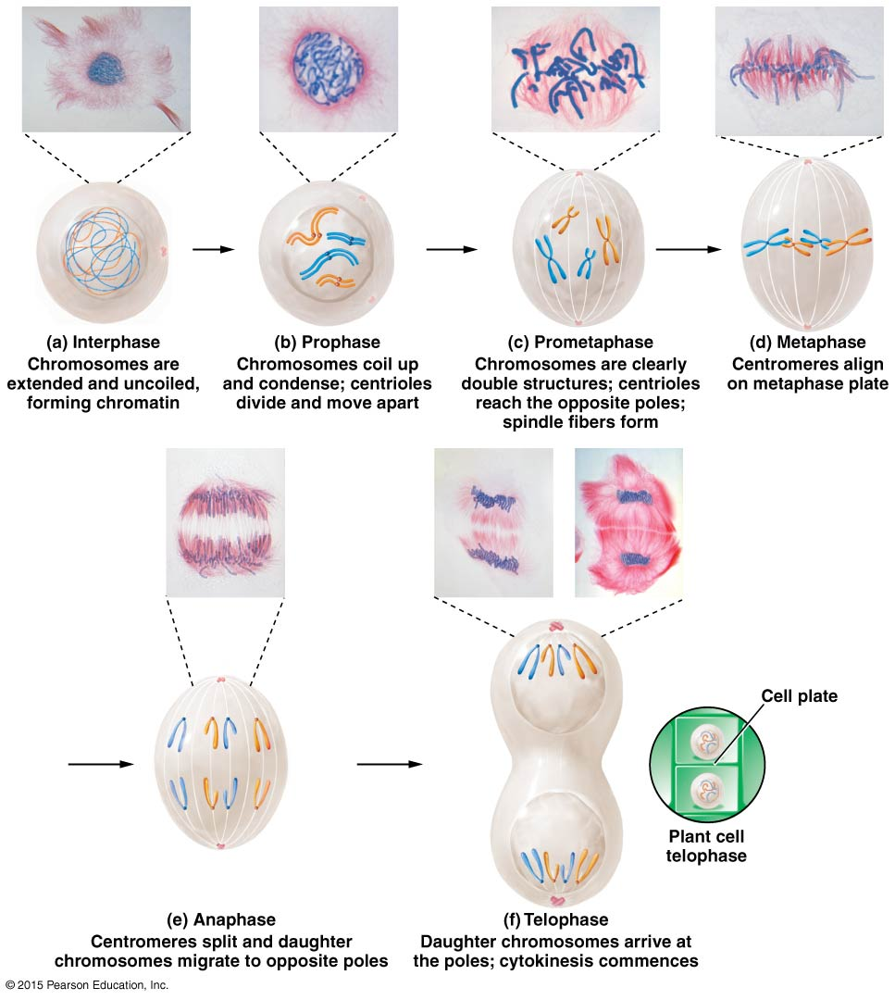 (a) Interphase
Chromosomes are
extended and uncoiled,
forming chromatin
(b) Prophase
Chromosomes coil up
and condense; centrioles
divide and move apart
(c) Prometaphase
Chromosomes are clearly
double structures; centrioles
reach the opposite poles;
spindle fibers form
(d) Metaphase
Centromeres align
on metaphase plate
Cell plate
Plant cell
telophase
(e) Anaphase
Centromeres split and daughter
chromosomes migrate to opposite poles
(f) Telophase
Daughter chromosomes arrive at
the poles; cytokinesis commences
© 2015 Pearson Education, Inc.